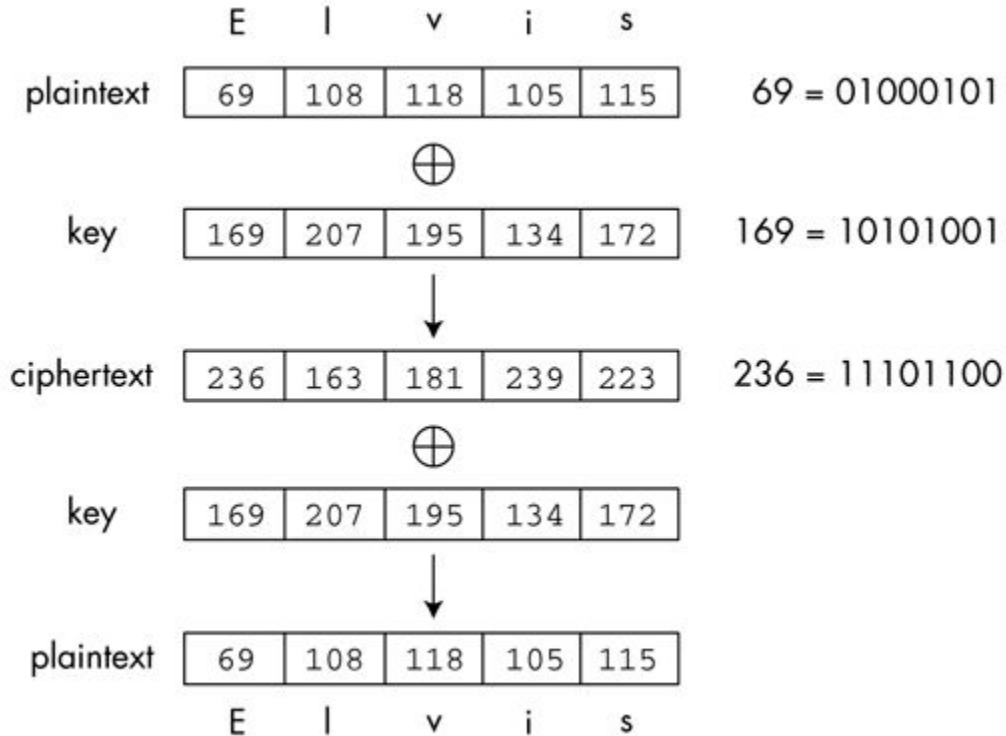 E l v i s
plaintext 69 108 118 105 115 69 = 01000101
key 169 207 195 134 172 169 = 10101001
ciphertext 236 163 181 239 223 236 = 11101100
key 169 207 195 134 172
plaintext 69 108 118 105 115
E l v i s